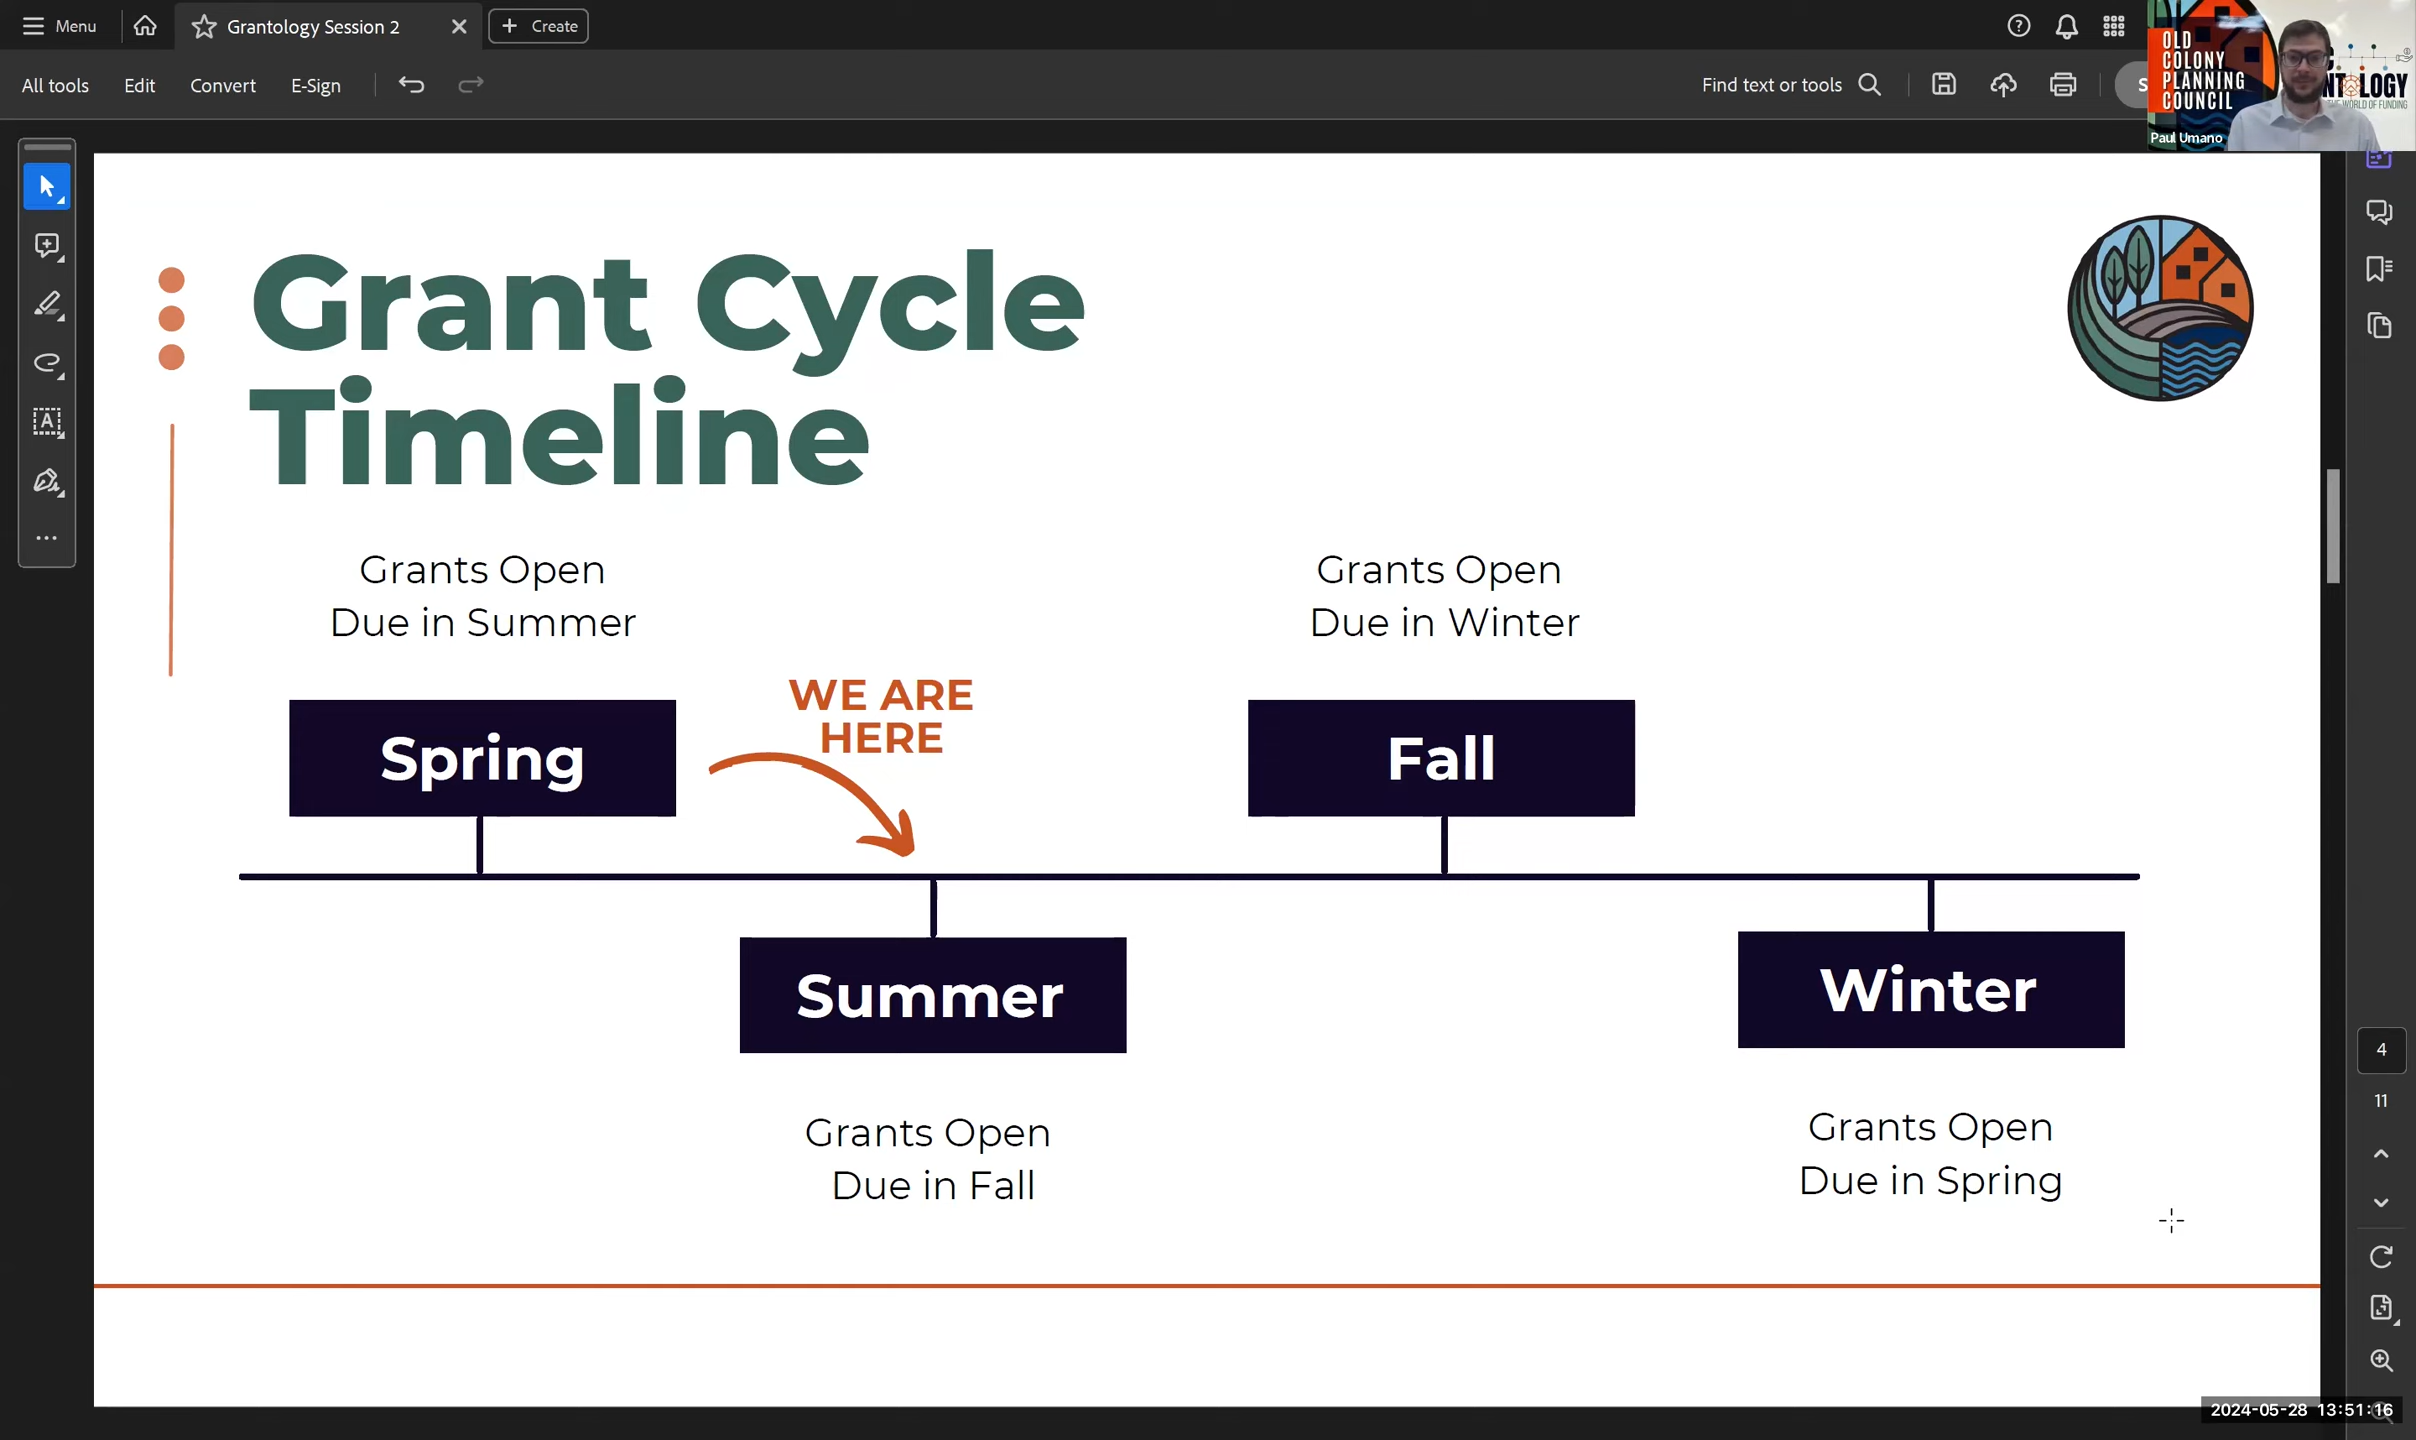 Menu
Grantology Session 2
Create
All tools
Edit
Convert
E-Sign
Find text or tools
OLD
COLONY
PLANNING
COUNCIL
Paul Umano
Grant Cycle
Timeline
Grants Open
Due in Summer
Grants Open
Due in Winter
WE ARE
HERE
Spring
Fall
Summer
Winter
Grants Open
Due in Fall
Grants Open
Due in Spring
4
11
2024-05-28 13:51:16